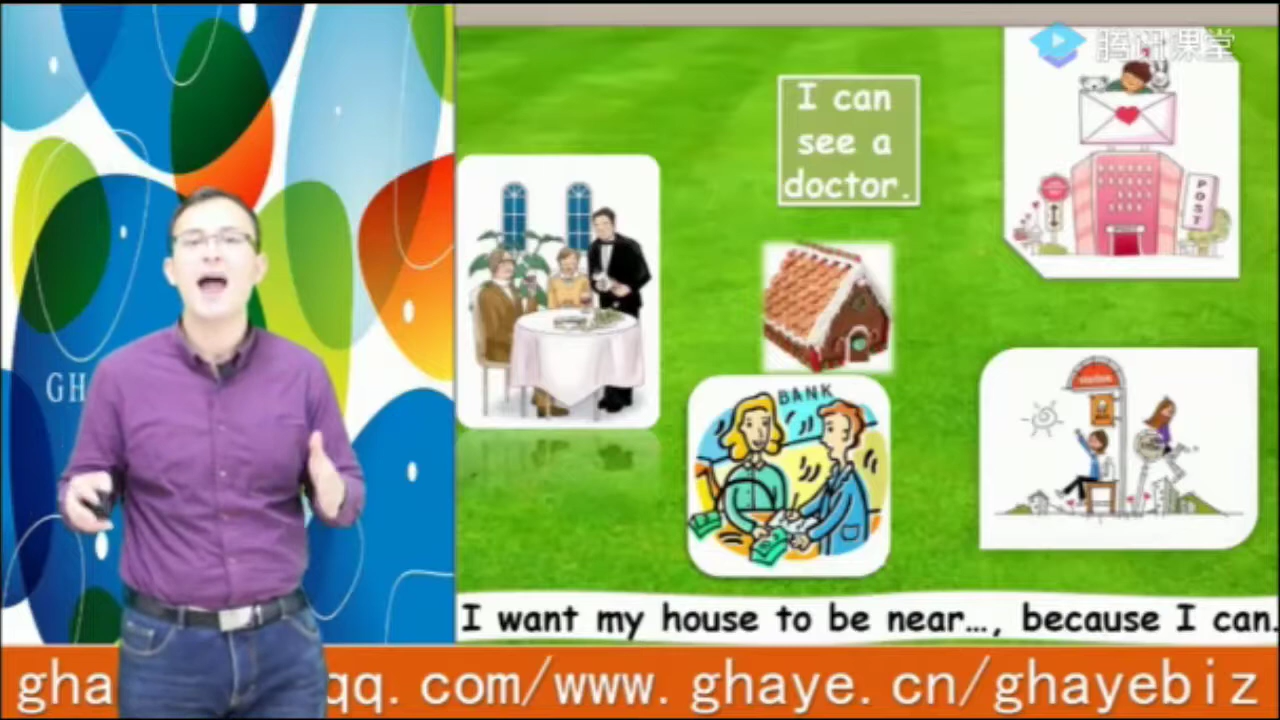 腾讯课堂
I can
see a
doctor.
POST
BANK
GH
I want my house to be near…, because I can.
gha qq. com/www. ghaye. cn/ghayebiz